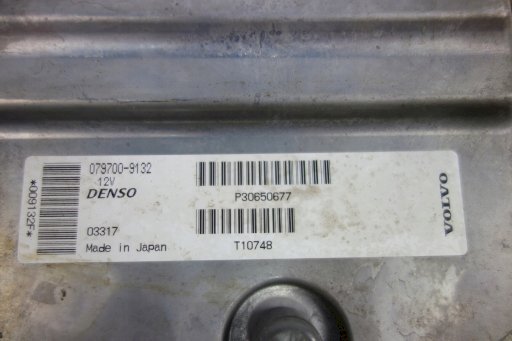 079700-9132
12V
DENSO
03317
Made in Japan
P30650677
T10748
*009132F*
VOLVO